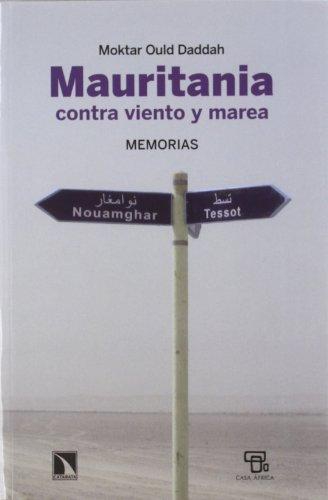 Moktar Ould Daddah
Mauritania
contra viento y marea
MEMORIAS
نوامغار
Nouamghar
تسط
Tessot
CATARATA
CASA ÁFRICA